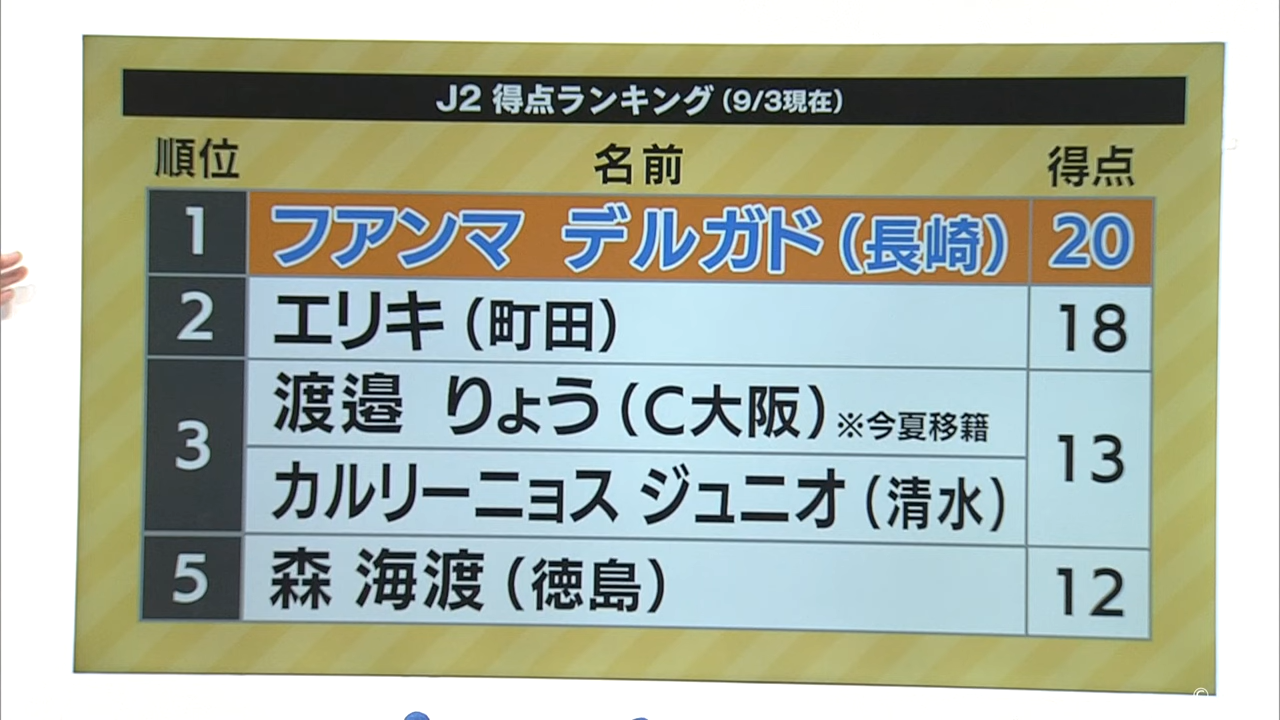 J2 得点ランキング(9/3現在)
順位 名前 得点
1 フアンマ デルガド(長崎) 20
2 エリキ(町田) 18
3 渡邉 りょう(C大阪)※今夏移籍 13
カルリーニョス ジュニオ(清水)
5 森 海渡(徳島) 12
©